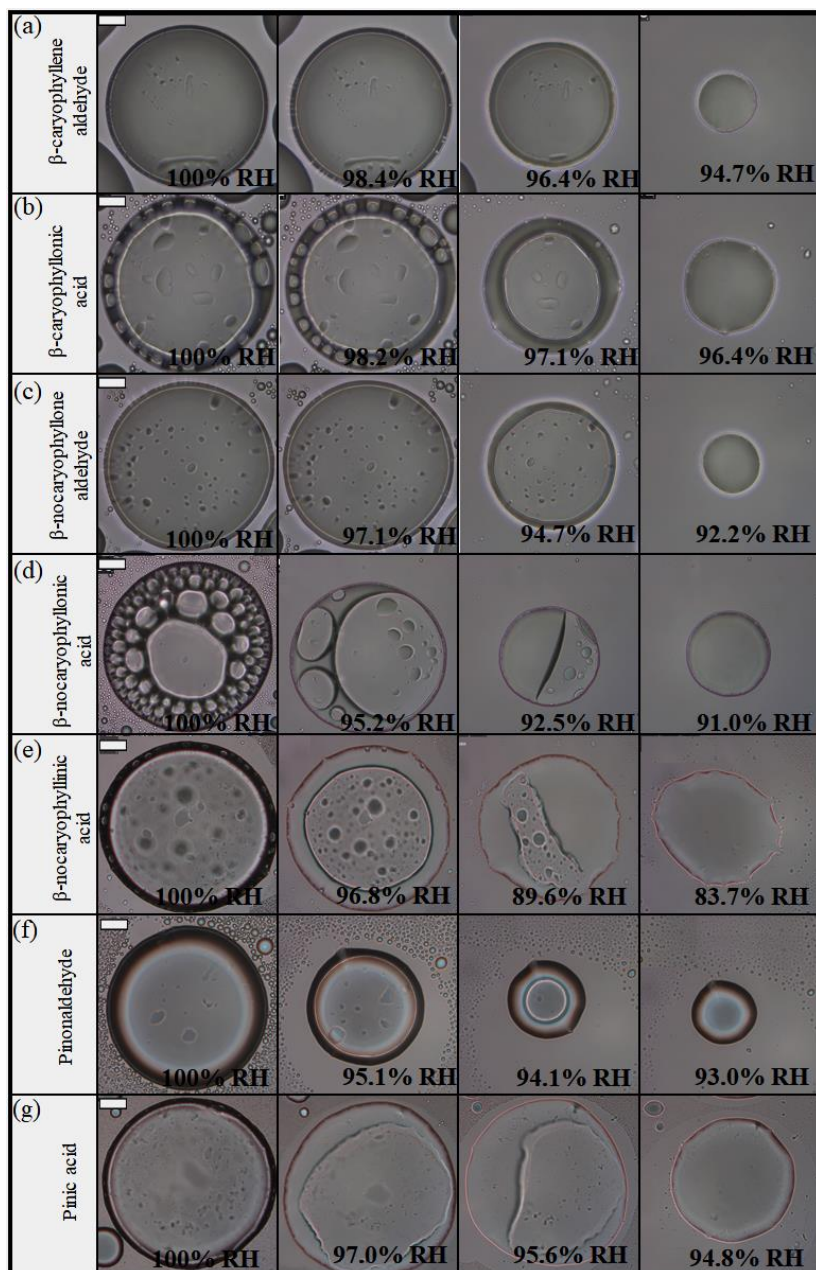 (a)
β-caryophyllene
aldehyde
100% RH
98.4% RH
96.4% RH
94.7% RH
(b)
β-caryophyllonic
acid
100% RH
98.2% RH
97.1% RH
96.4% RH
(c)
β-nocaryophyllone
aldehyde
100% RH
97.1% RH
94.7% RH
92.2% RH
(d)
β-nocaryophyllonic
acid
100% RH
95.2% RH
92.5% RH
91.0% RH
(e)
β-nocaryophyllinic
acid
100% RH
96.8% RH
89.6% RH
83.7% RH
(f)
Pinonaldehyde
100% RH
95.1% RH
94.1% RH
93.0% RH
(g)
Pinic acid
100% RH
97.0% RH
95.6% RH
94.8% RH